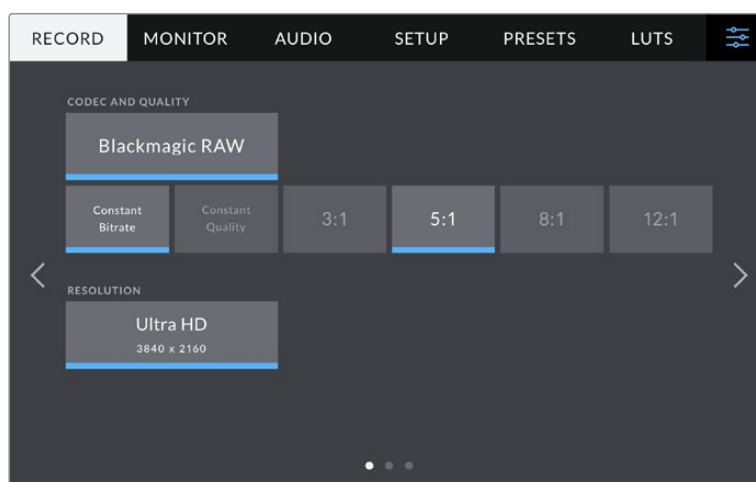 RECORD MONITOR AUDIO SETUP PRESETS LUTS
CODEC AND QUALITY
Blackmagic RAW
Constant Bitrate Constant Quality 3:1 5:1 8:1 12:1
RESOLUTION
Ultra HD
3840 x 2160